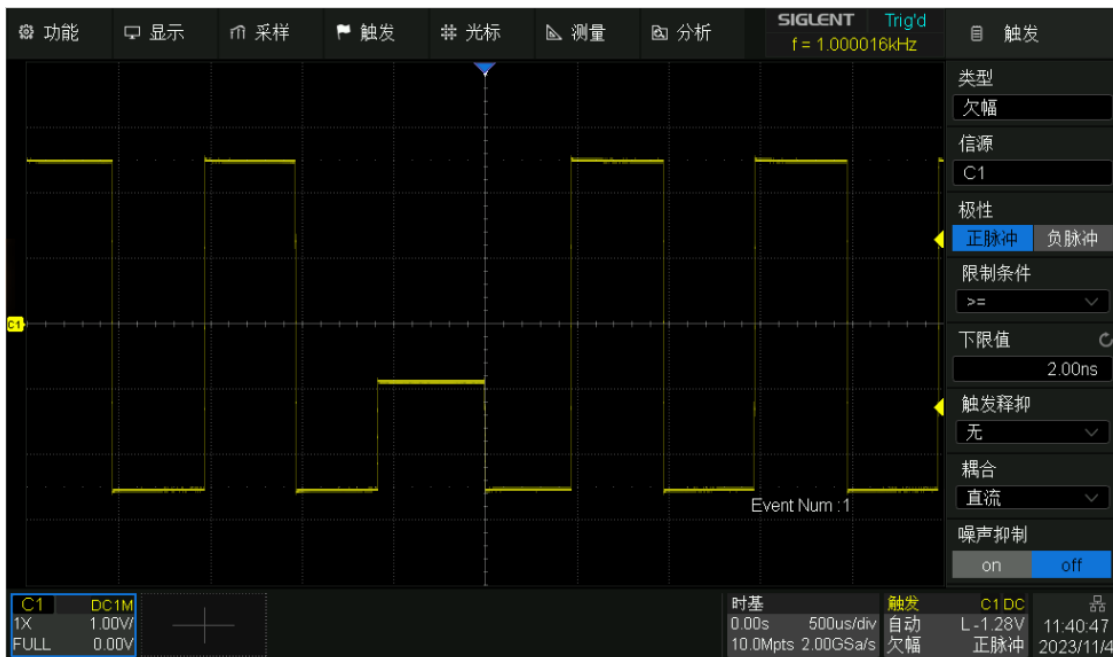 功能 显示 采样 触发 光标 测量 分析 SIGLENT Trig'd 触发
f = 1.000016kHz
类型
欠幅
信源
C1
极性
正脉冲 负脉冲
限制条件
>=
下限值
2.00ns
触发释抑
无
耦合
直流
噪声抑制
on off
C1
Event Num :1
C1 DC1M
1X 1.00V/
FULL 0.00V
时基
0.00s 500us/div
10.0Mpts 2.00GSa/s
触发 C1 DC
自动 L -1.28V
欠幅 正脉冲
11:40:47
2023/11/4